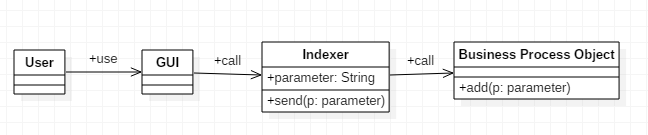 User
+use
GUI
+call
Indexer
+parameter: String
+send(p: parameter)
+call
Business Process Object
+add(p: parameter)